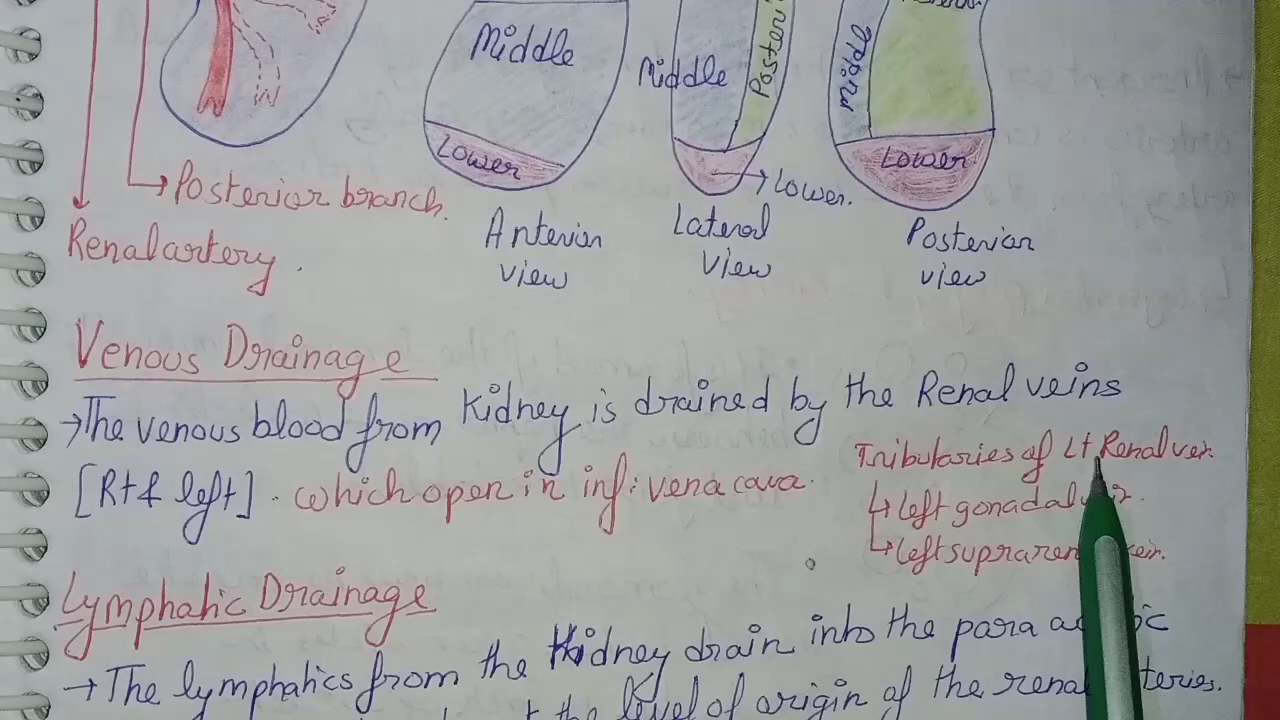 Middle
Middle
Posteri
Middle
Lower
Lower
→Lower.
→Posterior branch.
Renal artery.
Anterior
view
Lateral
view
Posterior
view
Venous Drainage
→The venous blood from Kidney is drained by the Renal veins
[Rt & left]. which open in inf: vena cava.
Tributaries of Lt Renal vein.
↳left gonadal
↳left supraren
Lymphatic Drainage
→The lymphatics from the Kidney drain into the para a
the level of origin of the renal teries.